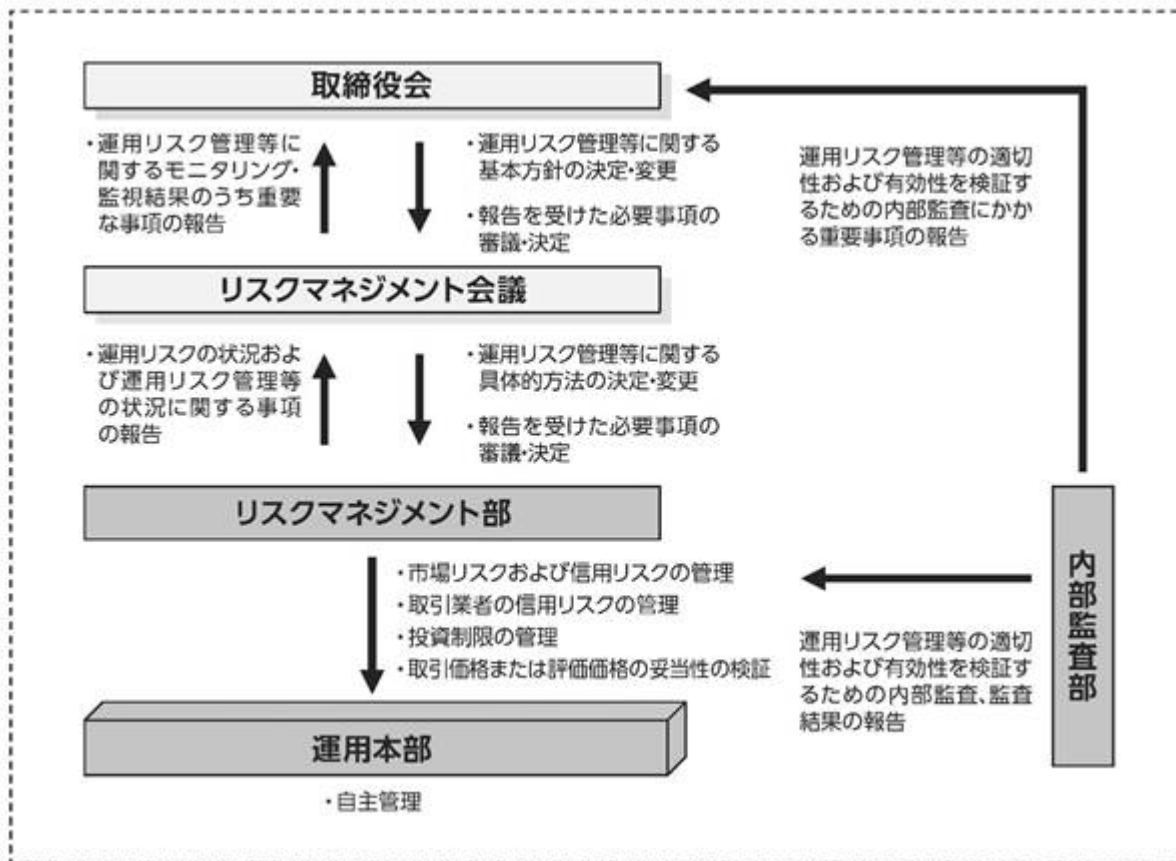 取締役会
・運用リスク管理等に
関するモニタリング・
監視結果のうち重要
な事項の報告
・運用リスク管理等に関する
基本方針の決定・変更
・報告を受けた必要事項の
審議・決定
運用リスク管理等の適切
性および有効性を検証す
るための内部監査にかか
る重要事項の報告
リスクマネジメント会議
・運用リスクの状況およ
び運用リスク管理等
の状況に関する事項
の報告
・運用リスク管理等に関する
具体的方法の決定・変更
・報告を受けた必要事項の
審議・決定
リスクマネジメント部
・市場リスクおよび信用リスクの管理
・取引業者の信用リスクの管理
・投資制限の管理
・取引価格または評価価格の妥当性の検証
内部監査部
運用リスク管理等の適切
性および有効性を検証す
るための内部監査、監査
結果の報告
運用本部
・自主管理